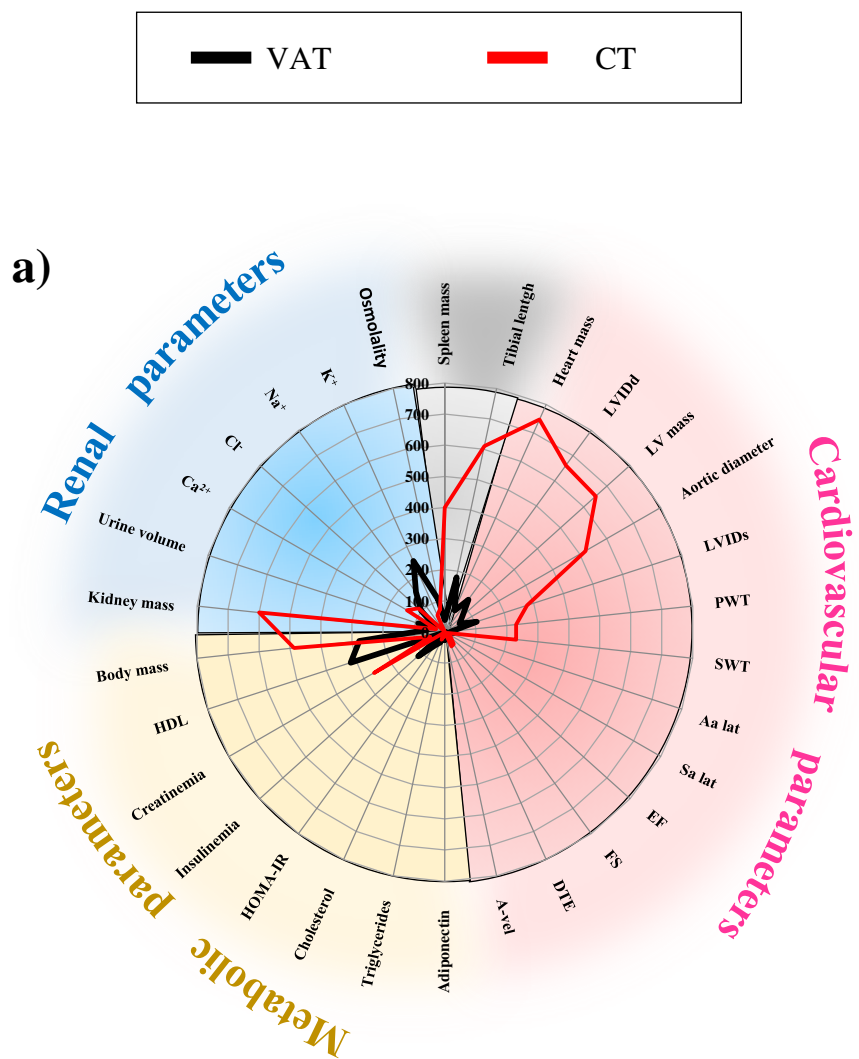 VAT CT
a)
Renal parameters
Cardiovascular parameters
Metabolic parameters
Spleen mass
Tibial lentgh
Heart mass
LVIDd
LV mass
Aortic diameter
LVIDs
PWT
SWT
Aa lat
Sa lat
EF
FS
DTE
A-vel
Adiponectin
Triglycerides
Cholesterol
HOMA-IR
Insulinemia
Creatinemia
HDL
Body mass
Kidney mass
Urine volume
Ca²⁺
Cl⁻
Na⁺
K⁺
Osmolality
800
700
600
500
400
300
200
100
0